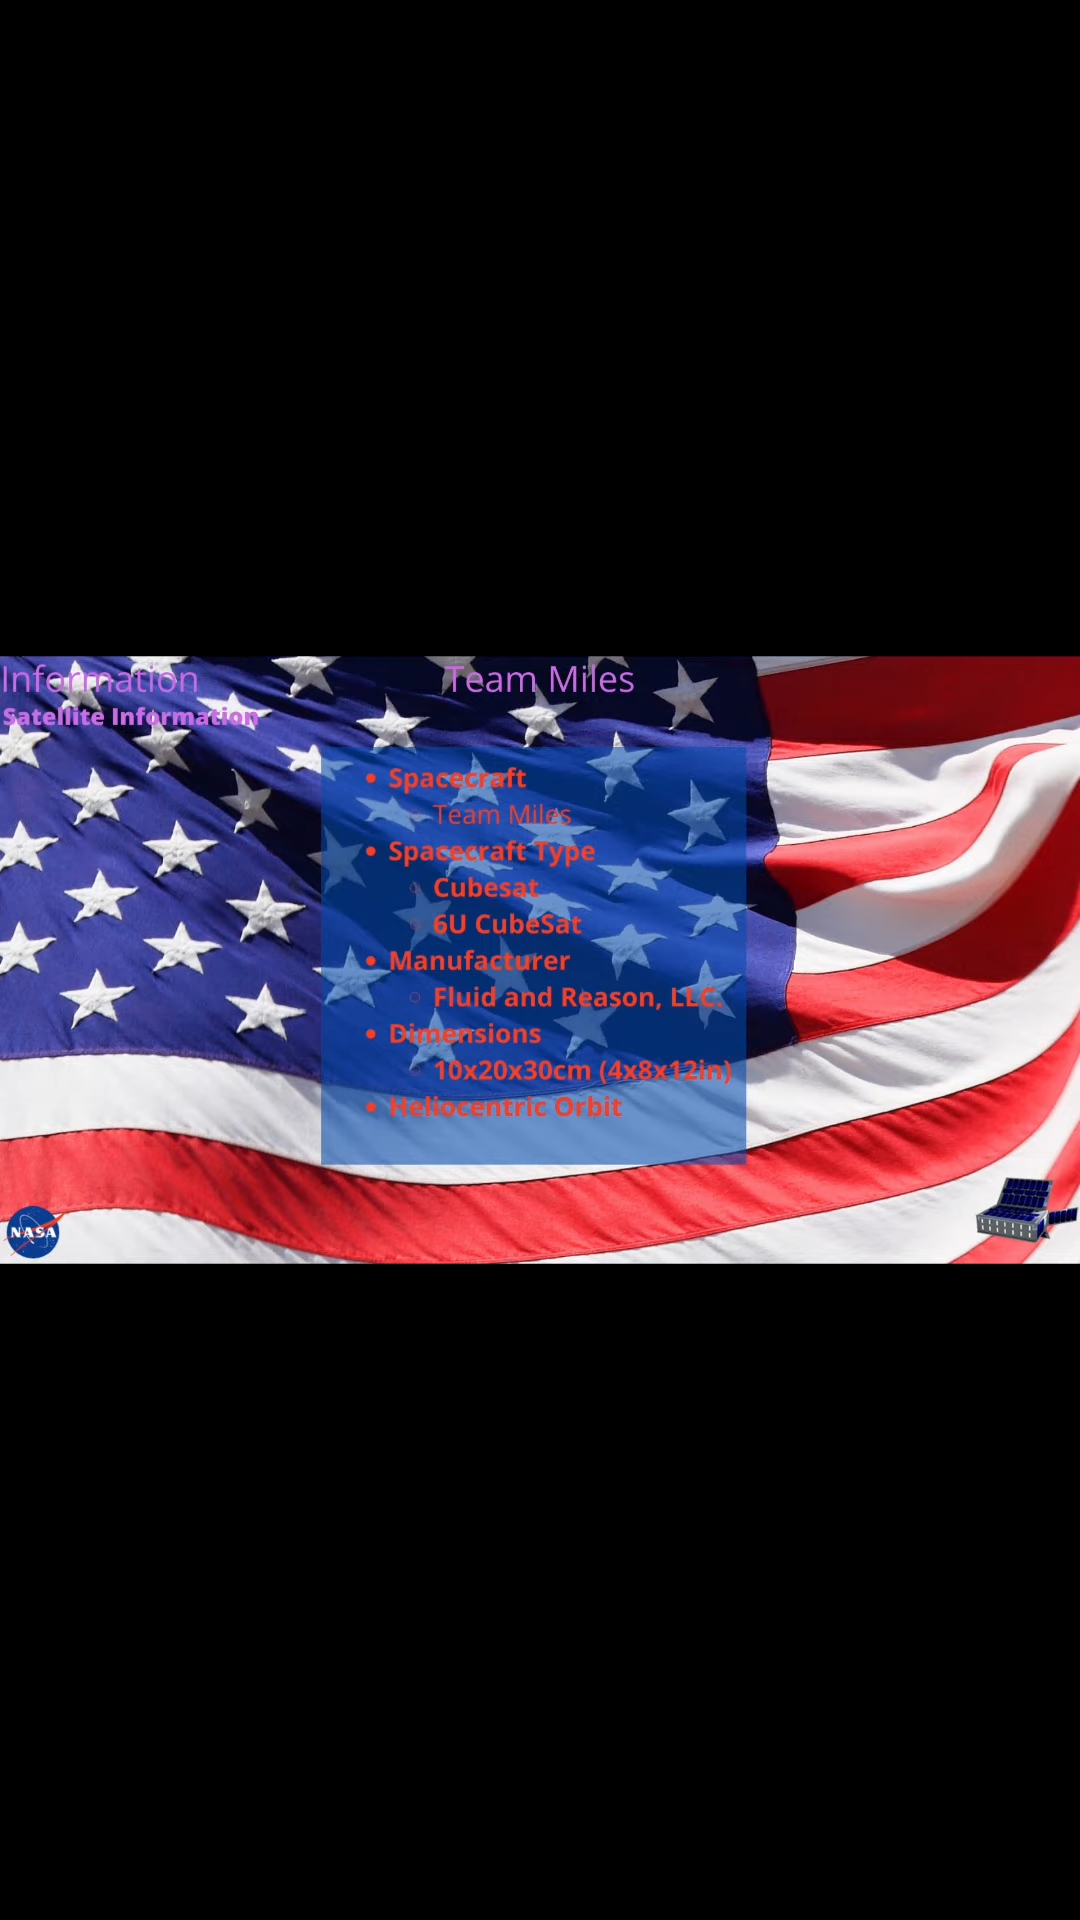 Information
Team Miles
Satellite Information
Spacecraft
Team Miles
Spacecraft Type
Cubesat
6U CubeSat
Manufacturer
Fluid and Reason, LLC.
Dimensions
10x20x30cm (4x8x12in)
Heliocentric Orbit
NASA